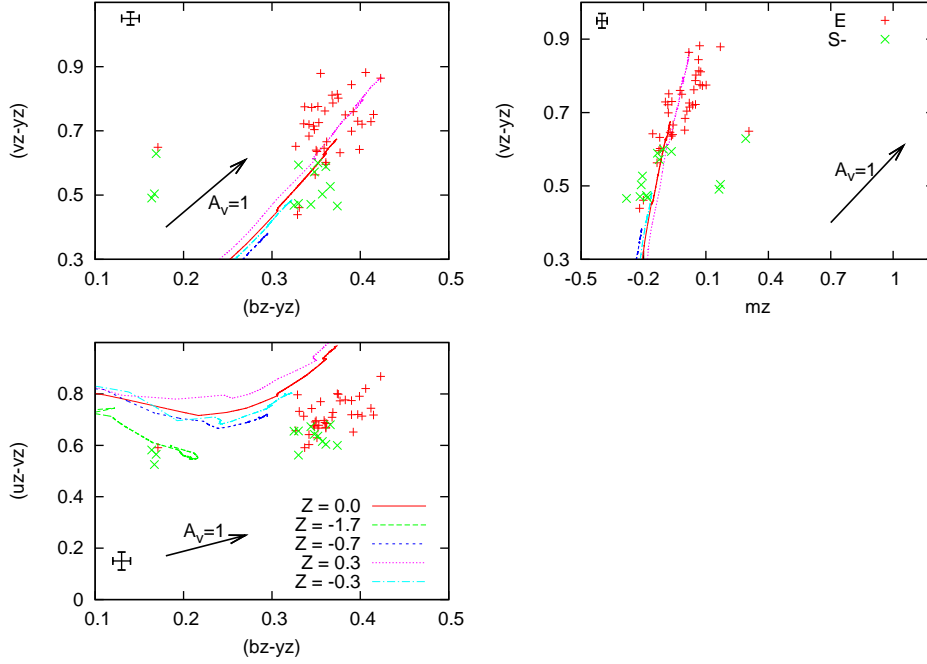 (vz-yz)
0.9
0.7
0.5
0.3
A_v=1
0.1 0.2 0.3 0.4 0.5
(bz-yz)
(vz-yz)
0.9
0.7
0.5
0.3
E
S-
A_v=1
-0.5 -0.2 0.1 0.4 0.7 1
mz
(uz-vz)
0.8
0.6
0.4
0.2
0
A_v=1
Z = 0.0
Z = -1.7
Z = -0.7
Z = 0.3
Z = -0.3
0.1 0.2 0.3 0.4 0.5
(bz-yz)